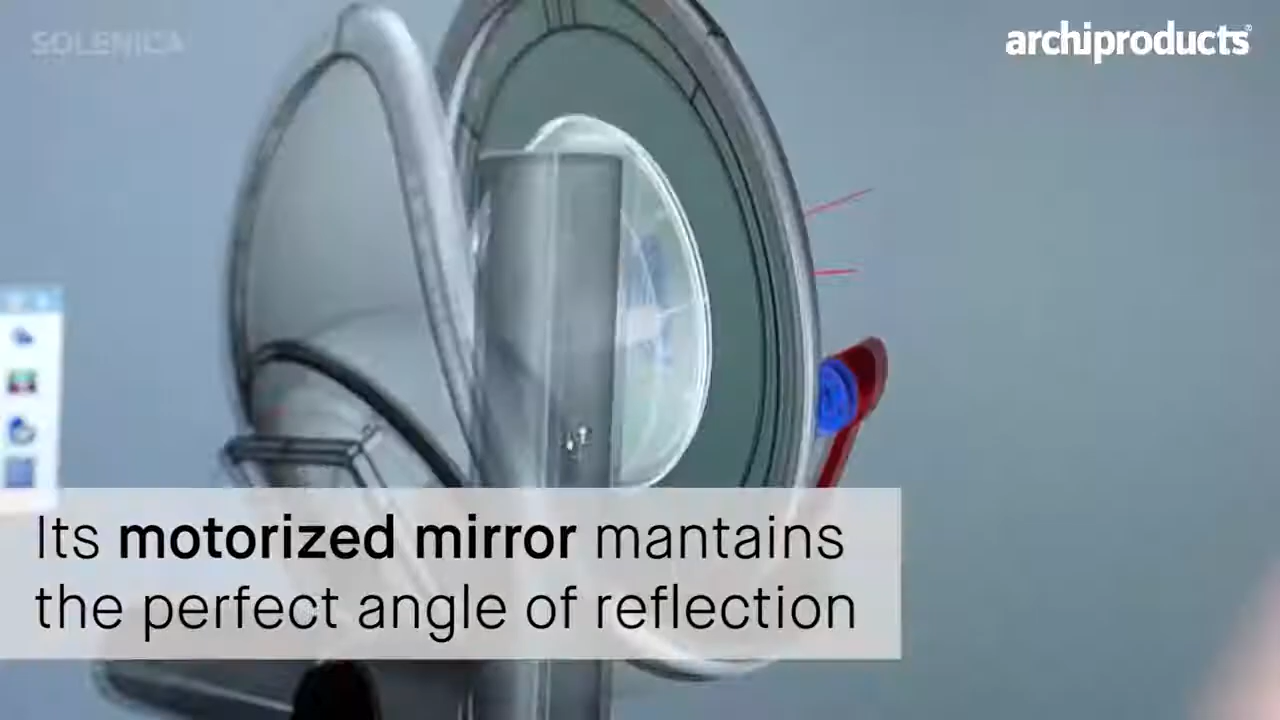 SOLENICA
archiproducts®
Its motorized mirror mantains
the perfect angle of reflection